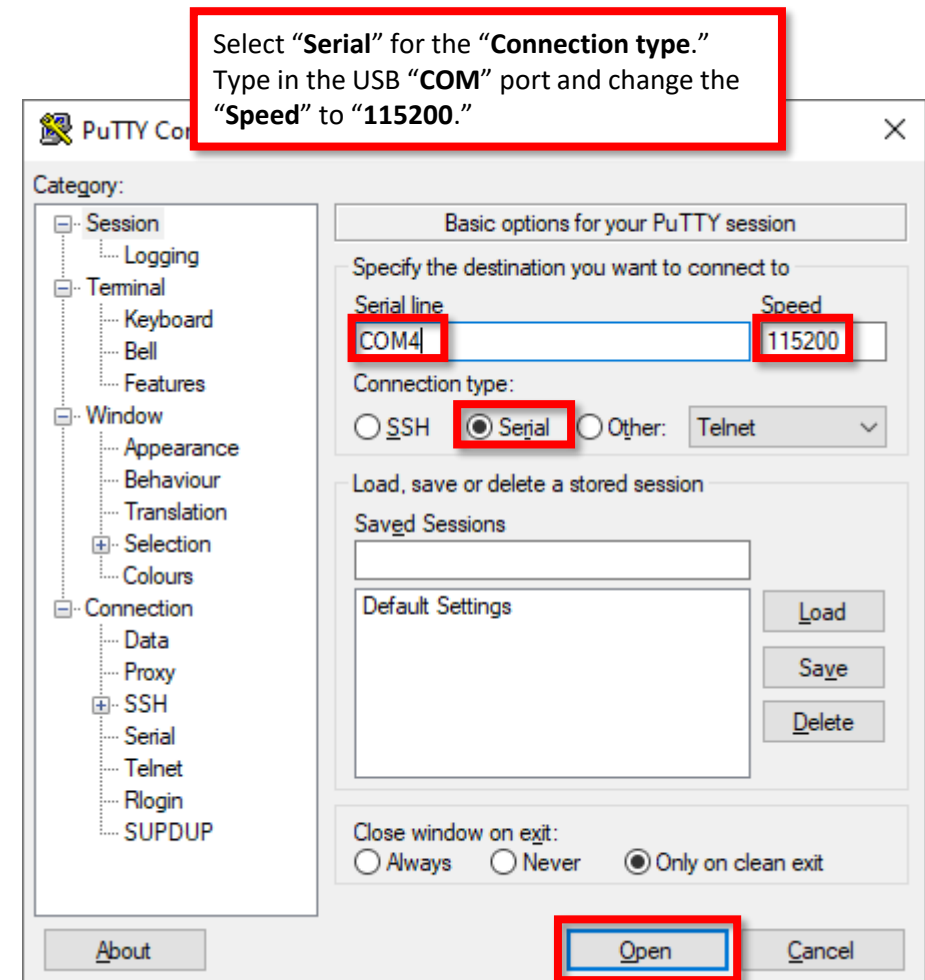 Select “Serial” for the “Connection type.”
Type in the USB “COM” port and change the
“Speed” to “115200.”
PuTTY
Category:
Session
Logging
Terminal
Keyboard
Bell
Features
Window
Appearance
Behaviour
Translation
Selection
Colours
Connection
Data
Proxy
SSH
Serial
Telnet
Rlogin
SUPDUP
Basic options for your PuTTY session
Specify the destination you want to connect to
Serial line Speed
COM4 115200
Connection type:
SSH Serial Other: Telnet
Load, save or delete a stored session
Saved Sessions
Default Settings
Load
Save
Delete
Close window on exit:
Always Never Only on clean exit
About Open Cancel